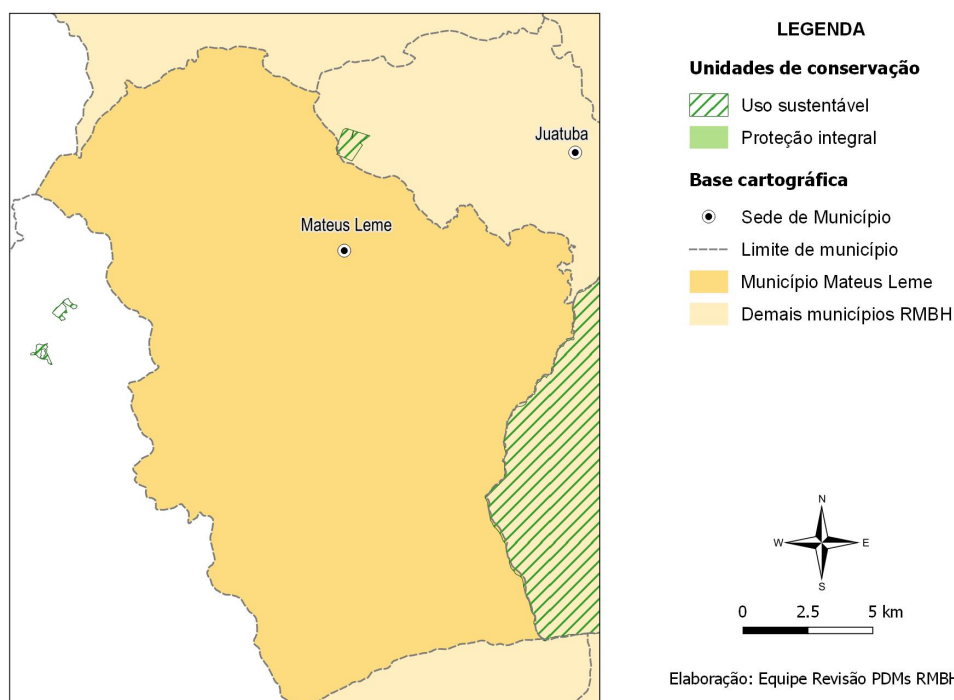 Juatuba
Mateus Leme
LEGENDA
Unidades de conservação
Uso sustentável
Proteção integral
Base cartográfica
Sede de Município
Limite de município
Município Mateus Leme
Demais municípios RMBH
N
W E
S
0 2.5 5 km
Elaboração: Equipe Revisão PDMs RMBH